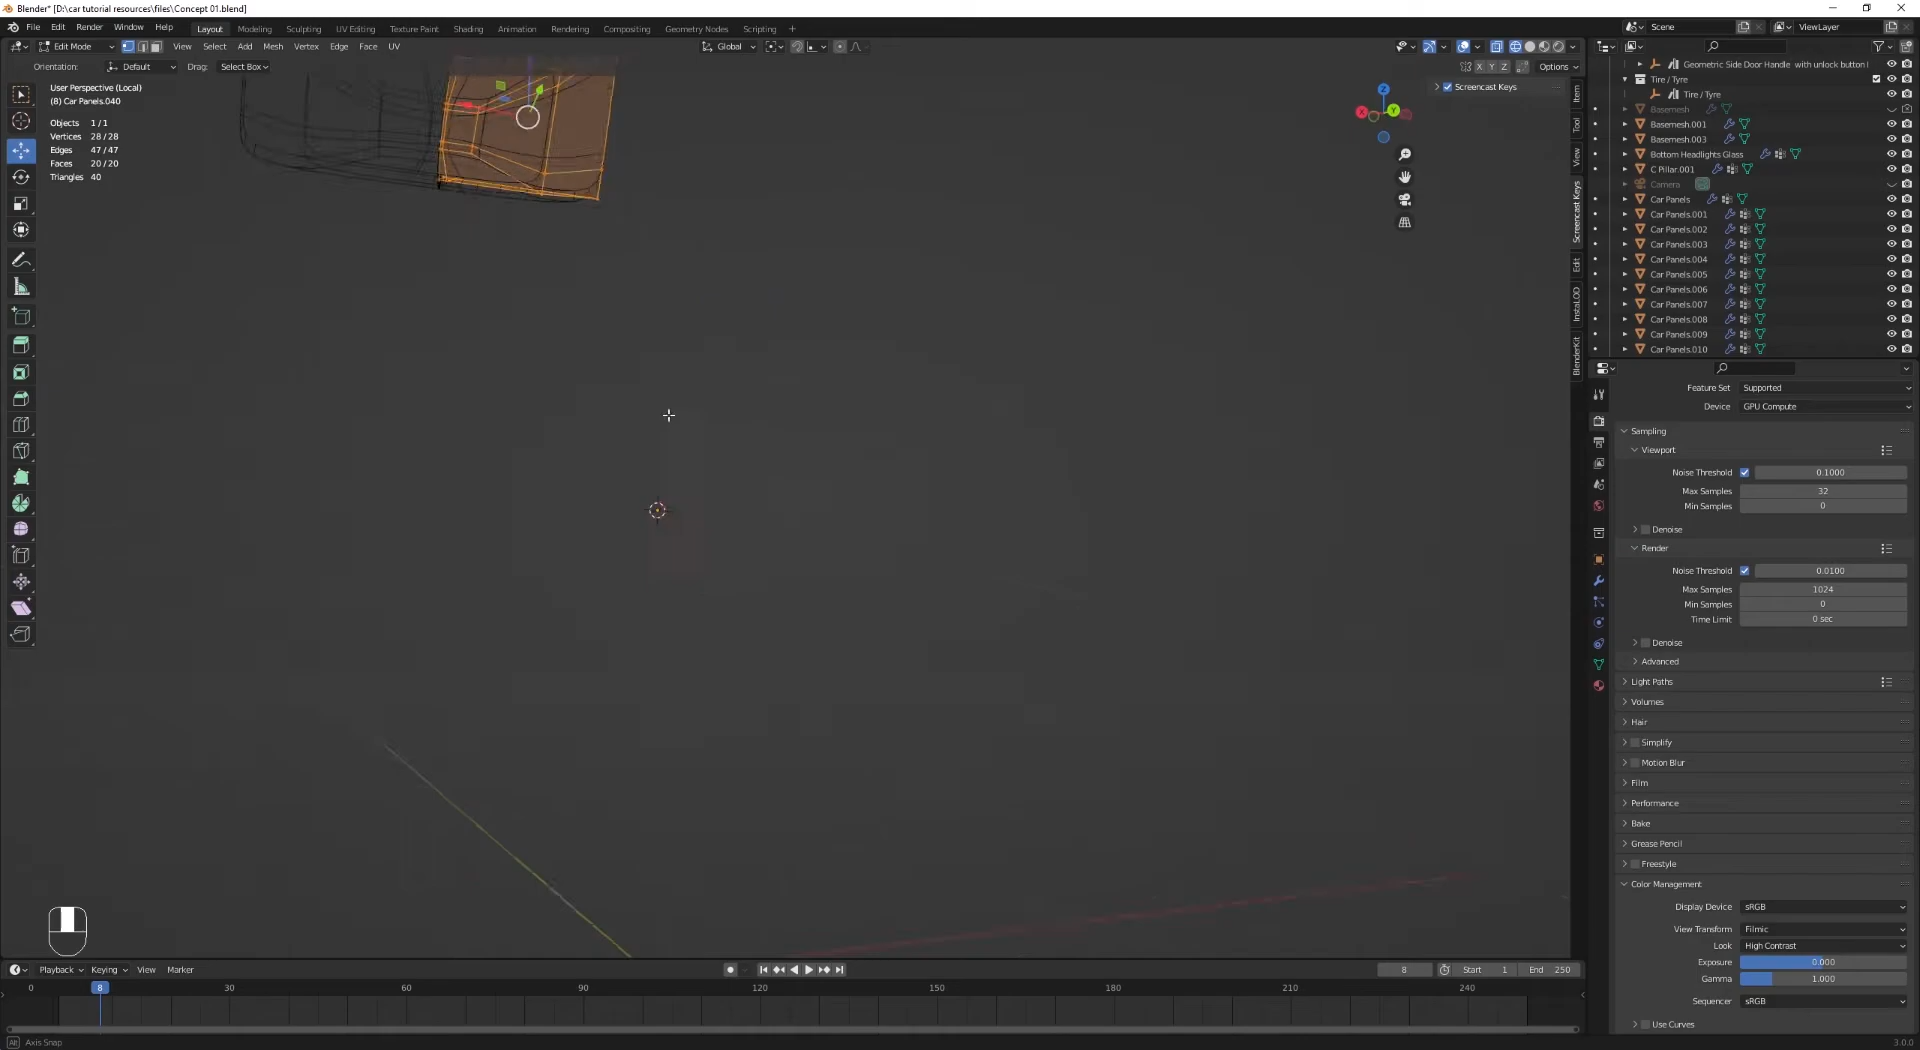 Blender* [D:\car tutorial resources\files\Concept 01.blend]
File Edit Render Window Help Layout Modeling Sculpting UV Editing Texture Paint Shading Animation Rendering Compositing Geometry Nodes Scripting + Scene ViewLayer
Edit Mode View Select Add Mesh Vertex Edge Face UV Global
Orientation: Default Drag: Select Box X Y Z Options
User Perspective (Local)
(8) Car Panels.040
Objects 1/1
Vertices 28/28
Edges 47/47
Faces 20/20
Triangles 40
Z
X
Y
Screencast Keys
Item
Tool
View
Screencast Keys
Edit
InstaLOD
BlenderKit
Geometric Side Door Handle with unlock button
Tire / Tyre
Tire / Tyre
Basemesh
Basemesh.001
Basemesh.003
Bottom Headlights Glass
C Pillar.001
Camera
Car Panels
Car Panels.001
Car Panels.002
Car Panels.003
Car Panels.004
Car Panels.005
Car Panels.006
Car Panels.007
Car Panels.008
Car Panels.009
Car Panels.010
Feature Set Supported
Device GPU Compute
Sampling
Viewport
Noise Threshold 0.1000
Max Samples 32
Min Samples 0
Denoise
Render
Noise Threshold 0.0100
Max Samples 1024
Min Samples 0
Time Limit 0 sec
Denoise
Advanced
Light Paths
Volumes
Hair
Simplify
Motion Blur
Film
Performance
Bake
Grease Pencil
Freestyle
Color Management
Display Device sRGB
View Transform Filmic
Look High Contrast
Exposure 0.000
Gamma 1.000
Sequencer sRGB
Use Curves
Playback Keying View Marker 8 Start 1 End 250
0 8 30 60 90 120 150 180 210 240
Alt Axis Snap 3.0.0